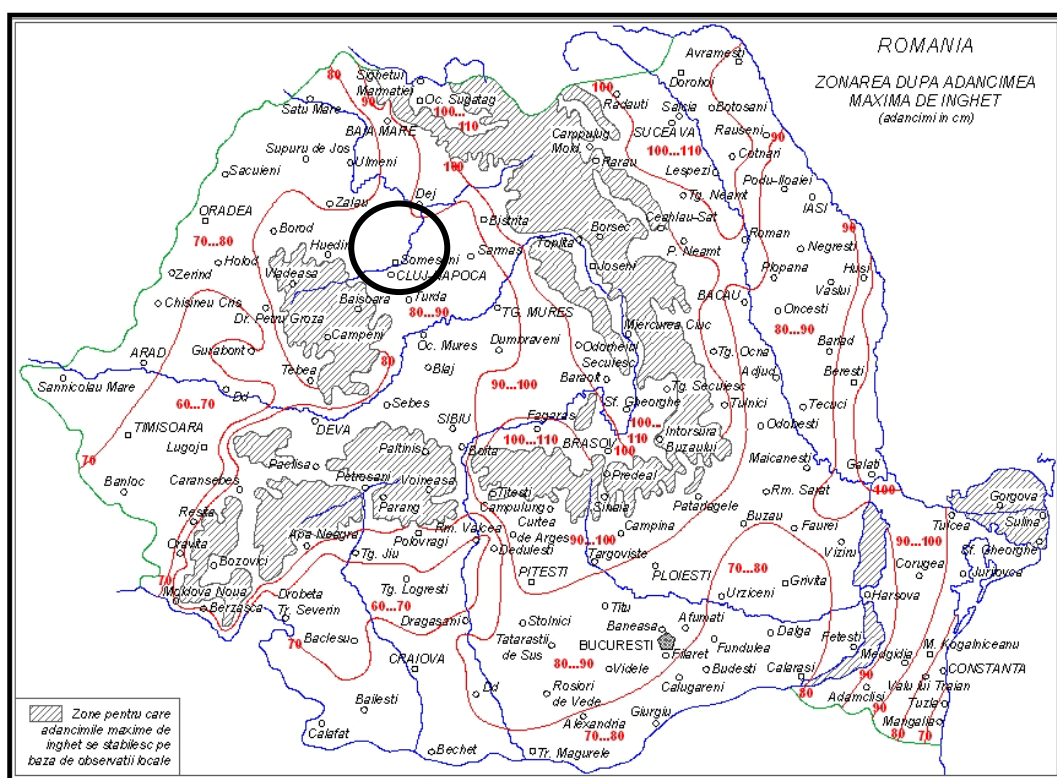 ROMANIA
ZONAREA DUPA ADANCIMEA
MAXIMA DE INGHET
(adancimi in cm)
Avramesti
80
Sighetul
Marmatiei
Dorohoi
90
Oc. Sugatag
100
Radauti
Salcia
Botosani
Satu Mare
100...
110
BAIA MARE
SUCEAVA
Rauseni
90
Campulug
Mold.
100...110
Cotnari
Supuru de Jos
Ulmeni
100
Rarau
Lespezi
Podu-Iloaiei
Sacuieni
Tg. Neamt
IASI
Zalau
Dej
ORADEA
Bistrita
Ceahlau-Sat
90
Borod
70...80
Huedin
Toplita
Borsec
P. Neamt
Roman
Negresti
Holod
Somesani
Sarmas
Zerind
Vladeasa
CLUJ-NAPOCA
Joseni
Plopana
Husi
Vaslui
Chisineu Cris
Baisoara
Turda
BACAU
Oncesti
Dr. Petru Groza
80...90
TG. MURES
80...90
Campeni
Miercurea Ciuc
Oc. Mures
Dumbraveni
Odorheiri
Secuiesc
Banad
Gurabont
ARAD
80
Tg. Ocna
Blaj
Adjud
Beresti
Sannicolau Mare
Tebea
90...100
Baraolt
Tg. Secuiesc
Dd
60...70
Sebes
Sf. Gheorghe
Tulnici
Tecuci
Fagaras
100...
110
TIMISOARA
DEVA
SIBIU
100...110
BRASOV
Intorsura
Buzaului
Odobesti
Lugoj
Paltinis
Boita
100
70
Paclisa
Maicanesti
Galati
Banloc
Caransebes
Petrosani
Voineasa
Predeal
100
Gorgova
Titesti
Rm. Sarat
Resita
Parang
Campulung
Sinaia
Patarlagele
Sulina
Curtea
de Arges
Campina
Buzau
Faurei
Tulcea
Oravita
Apa Neagra
Polovragi
Rm. Valcea
90...100
90...100
Sf. Gheorghe
Tg. Jiu
Dedulesti
Targoviste
Viziru
Bozovici
70
PITESTI
PLOIESTI
70...80
Corugea
Jurilovca
Moldova Noua
Drobeta
Tr. Severin
Tg. Logresti
Grivita
Berzasca
60...70
Urziceni
Harsova
Dragasani
Titu
Stolnici
Afumati
Baneasa
Dalga
Fetesti
M. Kogalniceanu
70
Baclesu
Tatarastii
de Sus
BUCURESTI
Fundulea
Filaret
Medgidia
CRAIOVA
80...90
Videle
Budesti
Calarasi
CONSTANTA
90
Valu lui Traian
Calugareni
Adamclisi
80
Dd
Rosiori
de Vede
Tuzla
Bailesti
90
Giurgiu
Alexandria
Mangalia
70...80
80
70
Calafat
Bechet
Tr. Magurele
Zone pentru care
adancimile maxime de
inghet se stabilesc pe
baza de observatii locale